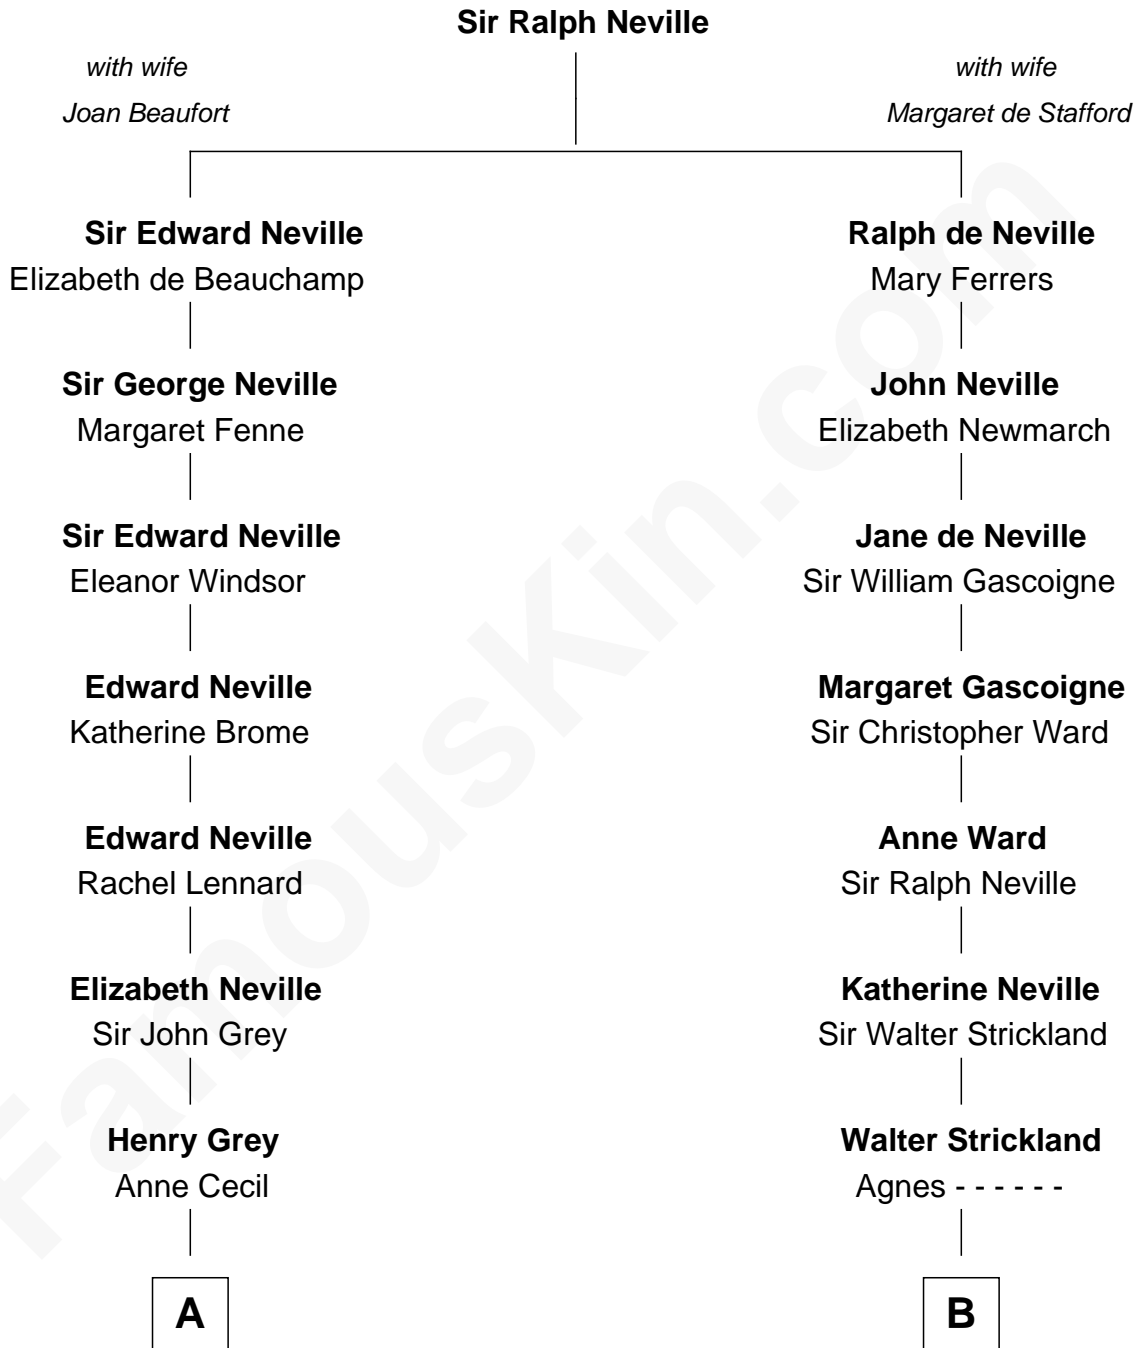 Sir Ralph Neville
with wife
Joan Beaufort
with wife
Margaret de Stafford
Sir Edward Neville
Elizabeth de Beauchamp
Sir George Neville
Margaret Fenne
Sir Edward Neville
Eleanor Windsor
Edward Neville
Katherine Brome
Edward Neville
Rachel Lennard
Elizabeth Neville
Sir John Grey
Henry Grey
Anne Cecil
A
Ralph de Neville
Mary Ferrers
John Neville
Elizabeth Newmarch
Jane de Neville
Sir William Gascoigne
Margaret Gascoigne
Sir Christopher Ward
Anne Ward
Sir Ralph Neville
Katherine Neville
Sir Walter Strickland
Walter Strickland
Agnes - - - - - -
B
FamousKin.com